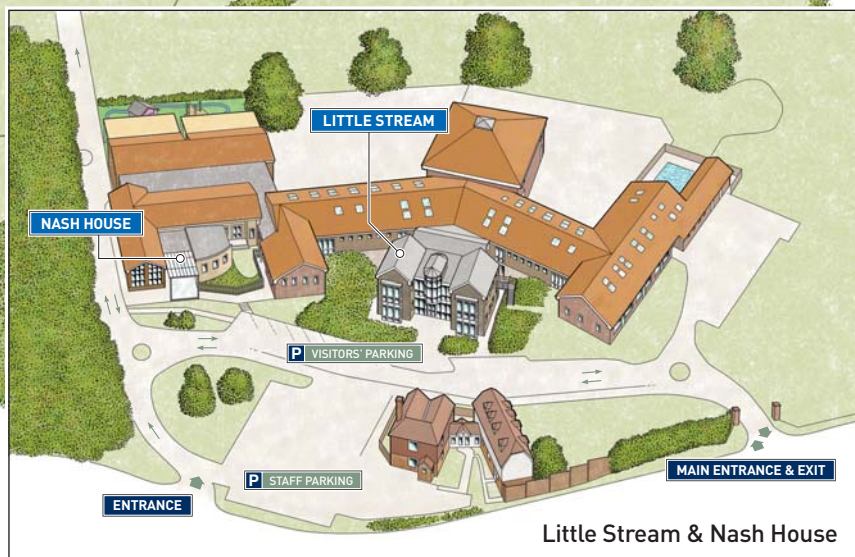 LITTLE STREAM
NASH HOUSE
P VISITORS' PARKING
MAIN ENTRANCE & EXIT
P STAFF PARKING
ENTRANCE
Little Stream & Nash House